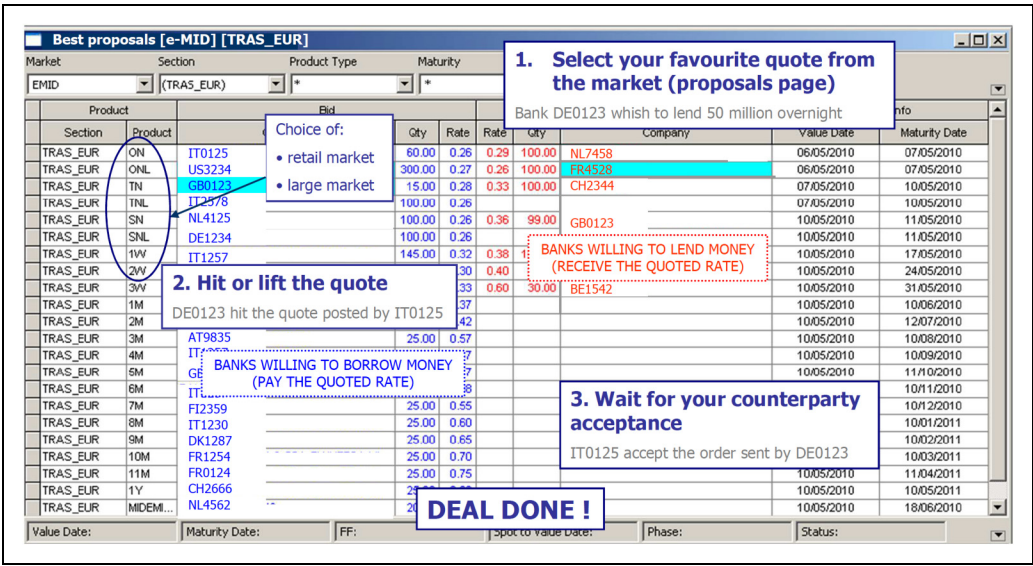 Best proposals [e-MID] [TRAS_EUR]
Market Section Product Type Maturity
EMID (TRAS_EUR) * *
1. Select your favourite quote from
the market (proposals page)
Bank DE0123 whish to lend 50 million overnight
Product Bid nfo
Section Product Qty Rate Rate Qty Company Value Date Maturity Date
Choice of:
• retail market
• large market
TRAS_EUR ON IT0125 60.00 0.26 0.29 100.00 NL7458 06/05/2010 07/05/2010
TRAS_EUR ONL US3234 300.00 0.27 0.26 100.00 FR4528 06/05/2010 07/05/2010
TRAS_EUR TN GB0123 15.00 0.28 0.33 100.00 CH2344 07/05/2010 10/05/2010
TRAS_EUR TNL IT2578 100.00 0.26 07/05/2010 10/05/2010
TRAS_EUR SN NL4125 100.00 0.26 0.36 99.00 GB0123 10/05/2010 11/05/2010
TRAS_EUR SNL DE1234 100.00 0.26 10/05/2010 11/05/2010
TRAS_EUR 1W IT1257 145.00 0.32 0.38 10/05/2010 17/05/2010
TRAS_EUR 2W 30 0.40 10/05/2010 24/05/2010
TRAS_EUR 3W 33 0.60 30.00 BE1542 10/05/2010 31/05/2010
TRAS_EUR 1M 37 10/05/2010 10/06/2010
TRAS_EUR 2M 42 10/05/2010 12/07/2010
TRAS_EUR 3M AT9835 25.00 0.57 10/05/2010 10/08/2010
TRAS_EUR 4M 7 10/05/2010 10/09/2010
TRAS_EUR 5M 7 10/05/2010 11/10/2010
TRAS_EUR 6M 8 10/11/2010
TRAS_EUR 7M FI2359 25.00 0.55 10/12/2010
TRAS_EUR 8M IT1230 25.00 0.60 10/01/2011
TRAS_EUR 9M DK1287 25.00 0.65 10/02/2011
TRAS_EUR 10M FR1254 25.00 0.70 10/03/2011
TRAS_EUR 11M FR0124 25.00 0.75 10/05/2010 11/04/2011
TRAS_EUR 1Y CH2666 10/05/2010 10/05/2011
TRAS_EUR MIDEMI... NL4562 10/05/2010 18/06/2010
BANKS WILLING TO LEND MONEY
(RECEIVE THE QUOTED RATE)
2. Hit or lift the quote
DE0123 hit the quote posted by IT0125
BANKS WILLING TO BORROW MONEY
(PAY THE QUOTED RATE)
3. Wait for your counterparty
acceptance
IT0125 accept the order sent by DE0123
DEAL DONE !
Value Date: Maturity Date: FF: Spot to Value Date: Phase: Status: